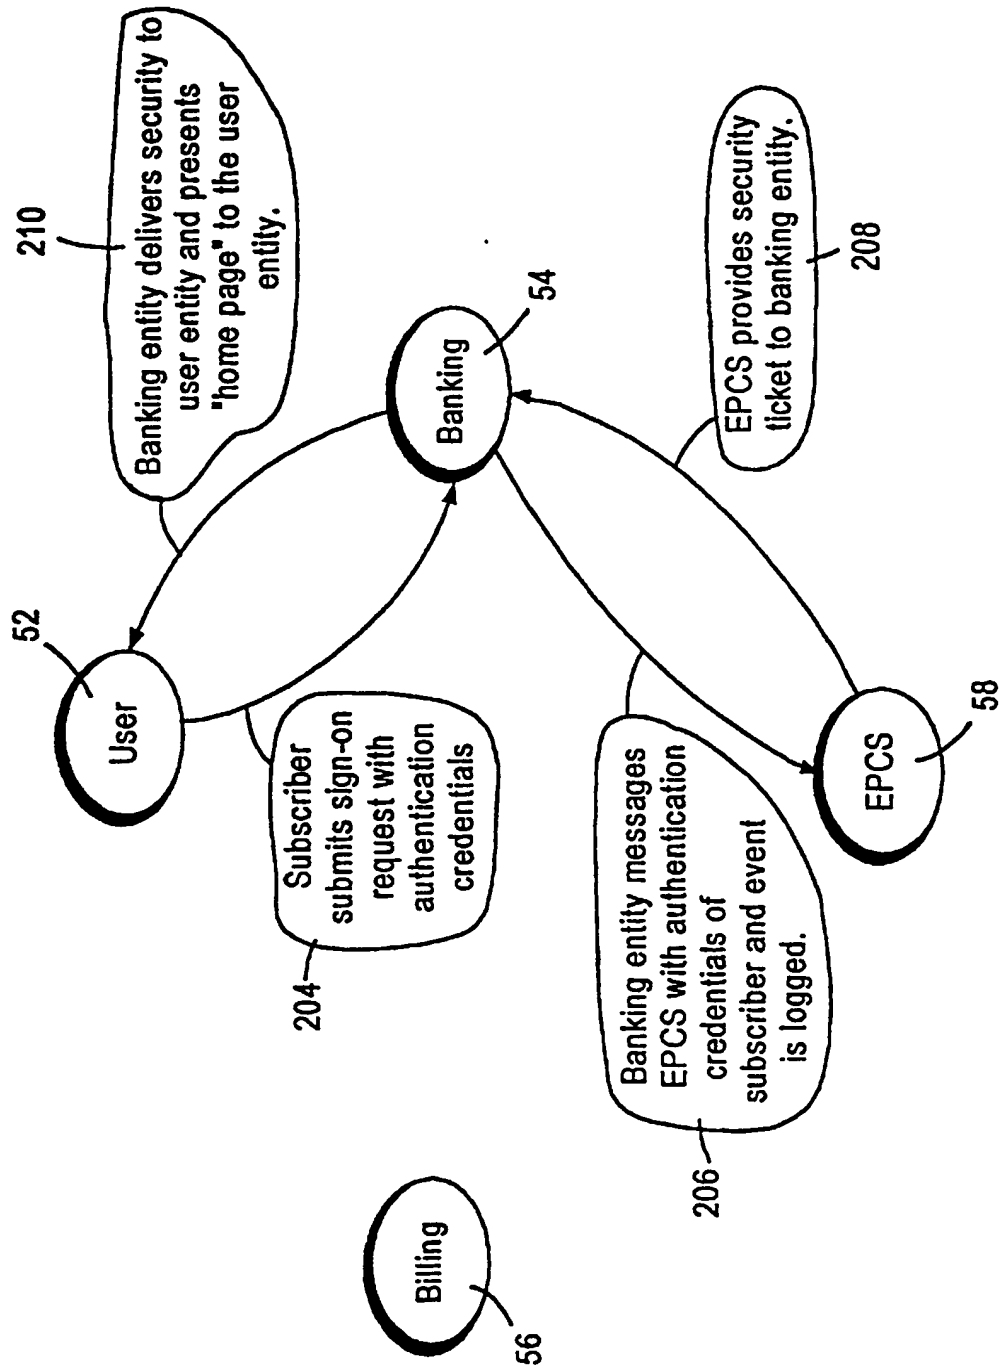 210
Banking entity delivers security to
user entity and presents
"home page" to the user
entity.
52
User
Subscriber
submits sign-on
request with
authentication
credentials
204
Banking
54
Billing
56
Banking entity messages
EPCS with authentication
credentials of
subscriber and event
is logged.
206
EPCS provides security
ticket to banking entity.
208
EPCS
58